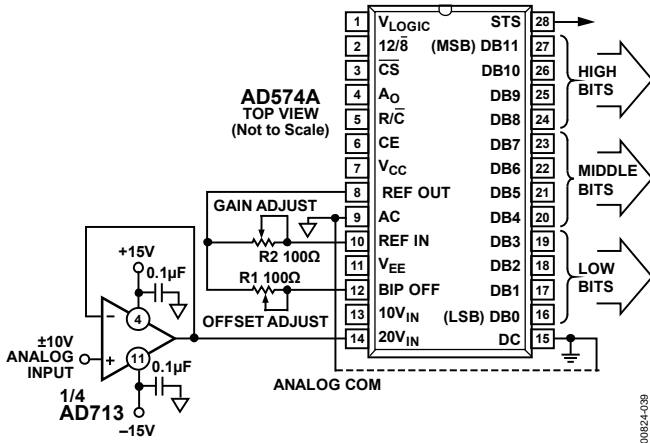 AD574A
TOP VIEW
(Not to Scale)
1 VLOGIC STS 28
2 12/8̅ (MSB) DB11 27
3 C̅S̅ DB10 26
4 AO DB9 25
5 R/C̅ DB8 24
6 CE DB7 23
7 VCC DB6 22
8 REF OUT DB5 21
9 AC DB4 20
10 REF IN DB3 19
11 VEE DB2 18
12 BIP OFF DB1 17
13 10VIN (LSB) DB0 16
14 20VIN DC 15
HIGH
BITS
MIDDLE
BITS
LOW
BITS
GAIN ADJUST
R2 100Ω
R1 100Ω
OFFSET ADJUST
+15V
0.1µF
4
−
±10V
ANALOG
INPUT
+
11
0.1µF
1/4
AD713
–15V
ANALOG COM
00824-039